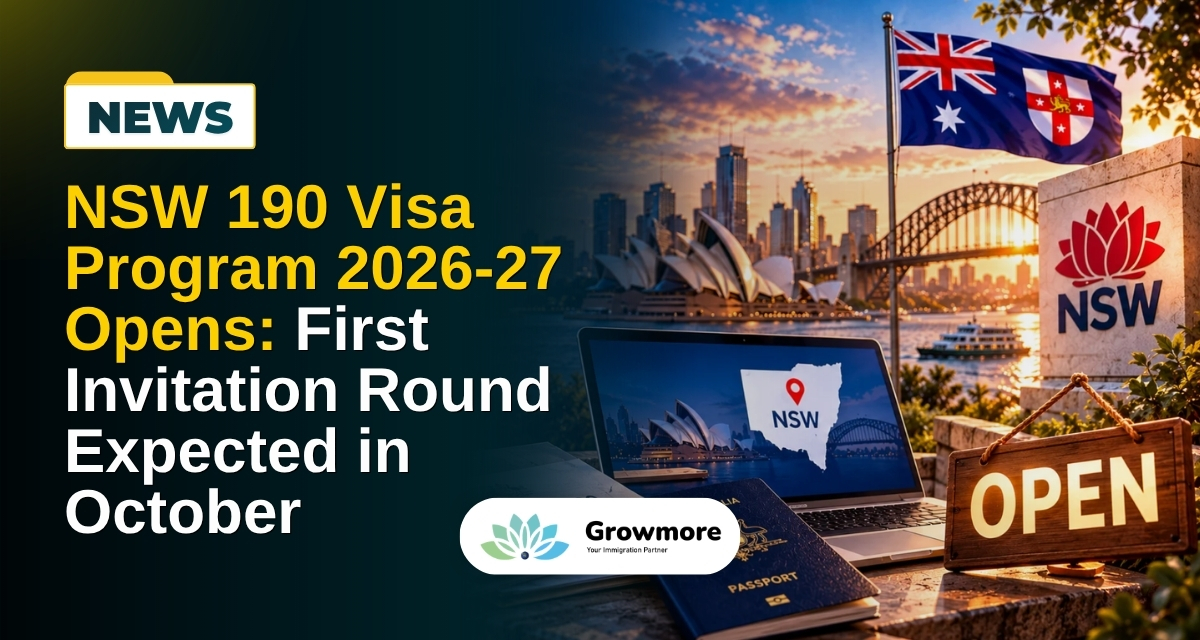 NEWS
NSW 190 Visa
Program 2026-27
Opens: First
Invitation Round
Expected in
October
Growmore
Your Immigration Partner
NSW
NSW
OPEN
PASSPORT